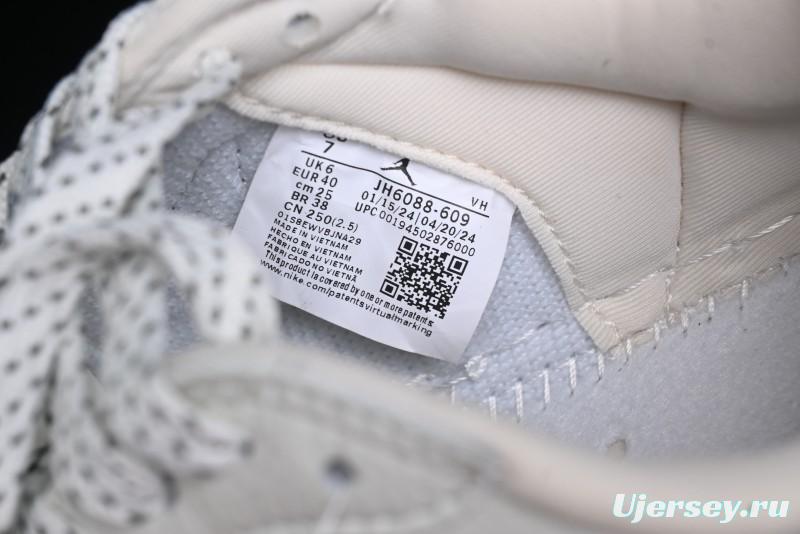 7
UK 6
EUR 40
cm 25
BR 38
CN 250(2.5)
VH
JH6088-609
01/15/24 | 04/20/24
UPC 00194502876000
MADE IN VIETNAM
HECHO EN VIETNAM
FABRIQUE AU VIETNAM
FABRICADO NO VIETNÃ
This product is covered by one or more patents:
www.nike.com/patentsvirtualmarking
Ujersey.ru